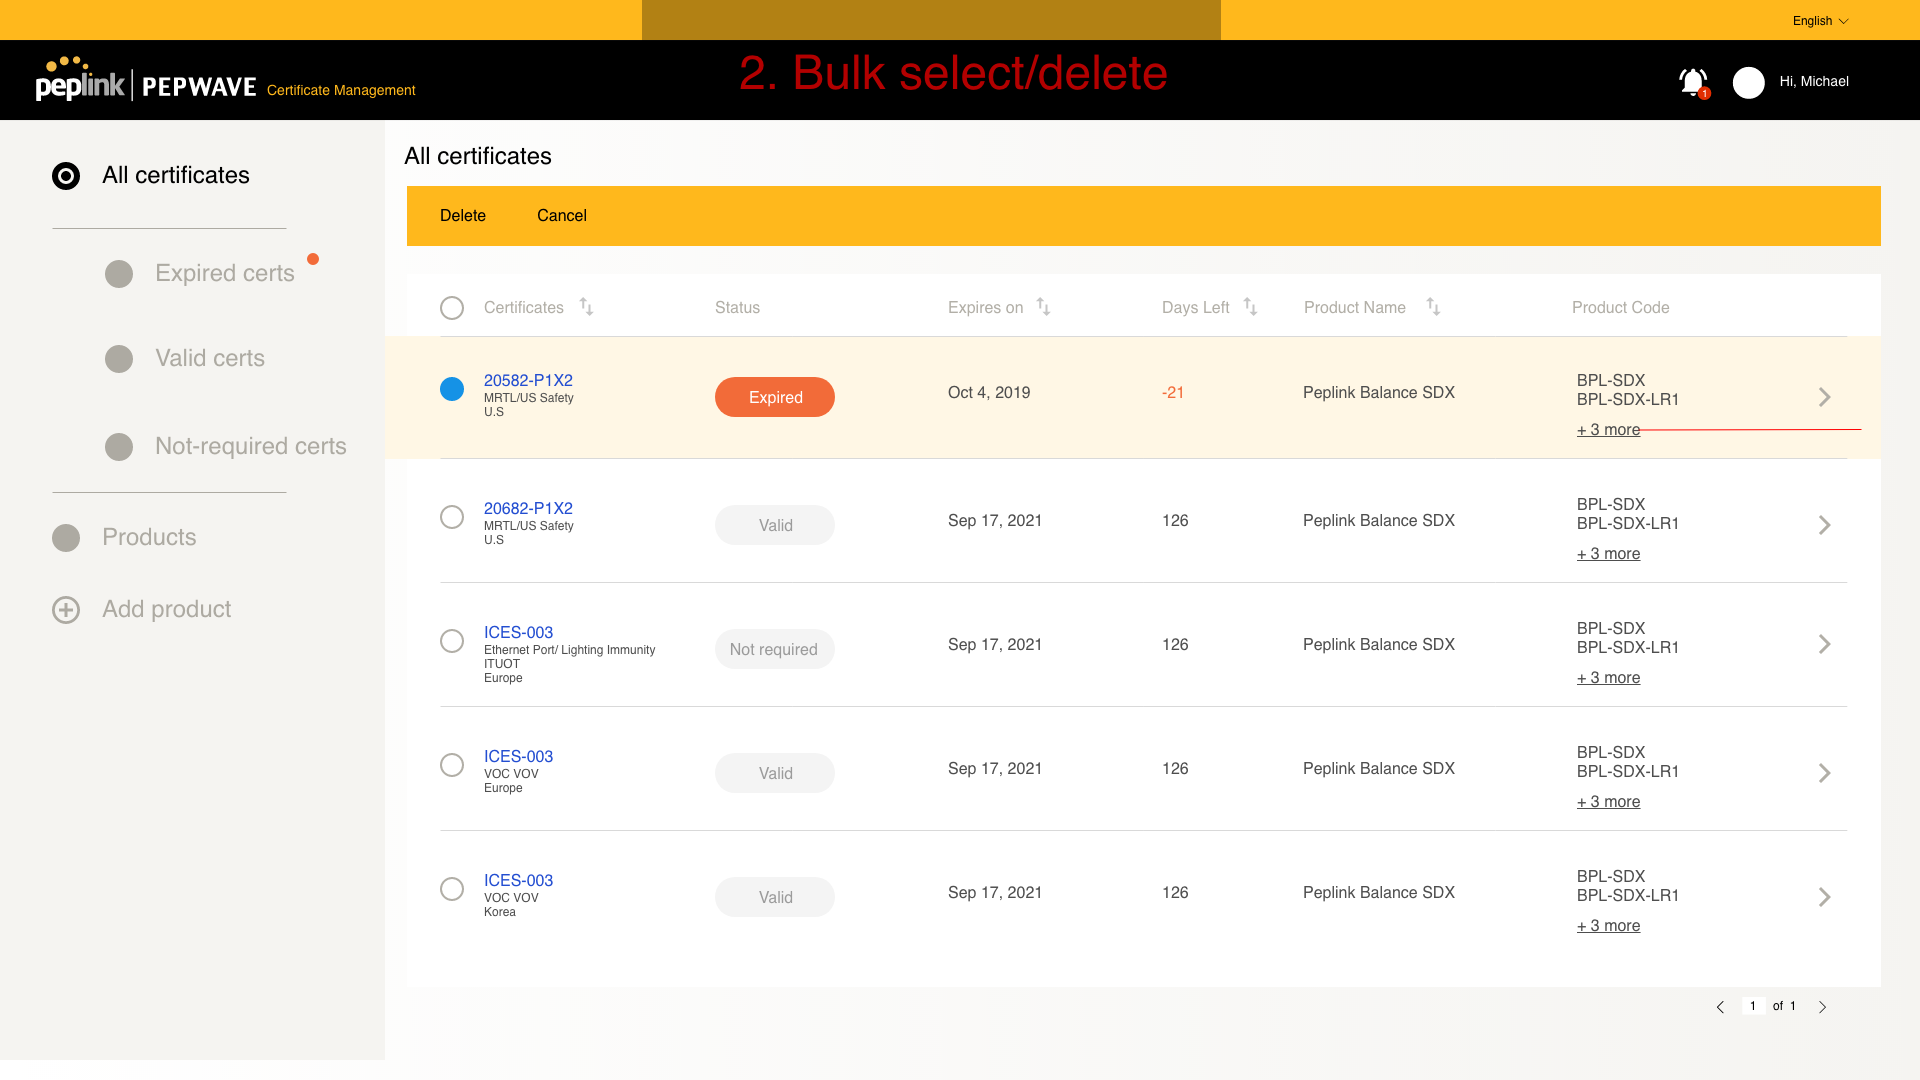 English
peplink | PEPWAVE Certificate Management
2. Bulk select/delete
1
Hi, Michael
All certificates
Expired certs
Valid certs
Not-required certs
Products
Add product
All certificates
Delete Cancel
Certificates Status Expires on Days Left Product Name Product Code
20582-P1X2
MRTL/US Safety
U.S
Expired
Oct 4, 2019
-21
Peplink Balance SDX
BPL-SDX
BPL-SDX-LR1
+ 3 more
20682-P1X2
MRTL/US Safety
U.S
Valid
Sep 17, 2021
126
Peplink Balance SDX
BPL-SDX
BPL-SDX-LR1
+ 3 more
ICES-003
Ethernet Port/ Lighting Immunity
ITUOT
Europe
Not required
Sep 17, 2021
126
Peplink Balance SDX
BPL-SDX
BPL-SDX-LR1
+ 3 more
ICES-003
VOC VOV
Europe
Valid
Sep 17, 2021
126
Peplink Balance SDX
BPL-SDX
BPL-SDX-LR1
+ 3 more
ICES-003
VOC VOV
Korea
Valid
Sep 17, 2021
126
Peplink Balance SDX
BPL-SDX
BPL-SDX-LR1
+ 3 more
1 of 1